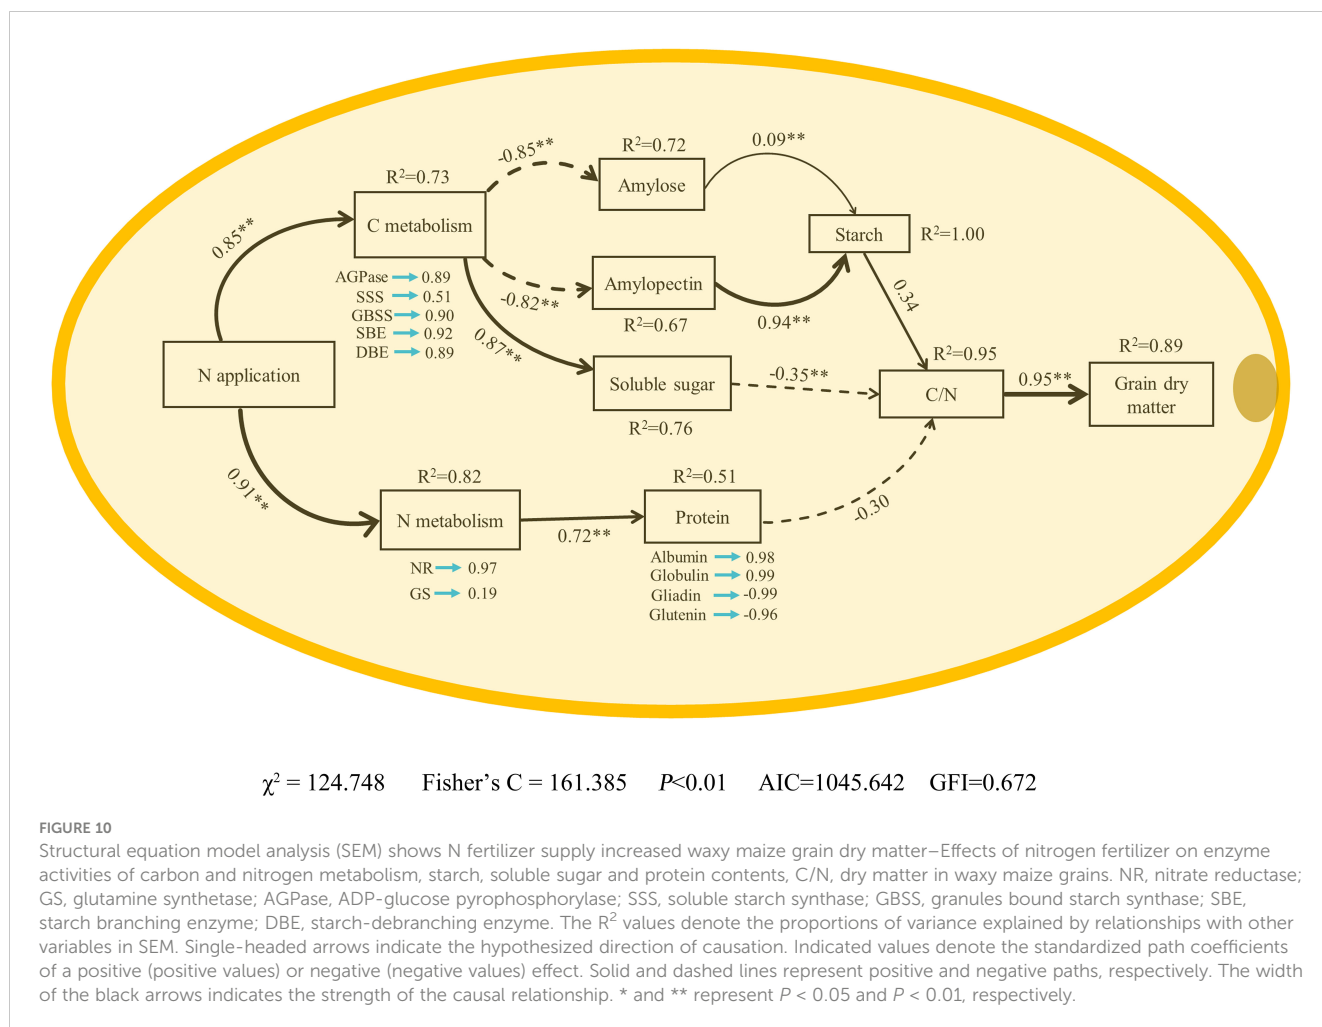 0.09**
-0.85**
R²=0.72
R²=0.73
Amylose
C metabolism
0.85**
Starch
R²=1.00
AGPase 0.89
SSS 0.51
GBSS 0.90
SBE 0.92
DBE 0.89
-0.82**
Amylopectin
R²=0.67
0.94**
0.34
0.87**
N application
Soluble sugar
R²=0.76
-0.35**
R²=0.95
C/N
0.95**
R²=0.89
Grain dry
matter
0.91**
R²=0.82
N metabolism
NR 0.97
GS 0.19
0.72**
R²=0.51
Protein
Albumin 0.98
Globulin 0.99
Gliadin -0.99
Glutenin -0.96
-0.30
χ² = 124.748 Fisher's C = 161.385 P<0.01 AIC=1045.642 GFI=0.672
FIGURE 10
Structural equation model analysis (SEM) shows N fertilizer supply increased waxy maize grain dry matter–Effects of nitrogen fertilizer on enzyme
activities of carbon and nitrogen metabolism, starch, soluble sugar and protein contents, C/N, dry matter in waxy maize grains. NR, nitrate reductase;
GS, glutamine synthetase; AGPase, ADP-glucose pyrophosphorylase; SSS, soluble starch synthase; GBSS, granules bound starch synthase; SBE,
starch branching enzyme; DBE, starch-debranching enzyme. The R² values denote the proportions of variance explained by relationships with other
variables in SEM. Single-headed arrows indicate the hypothesized direction of causation. Indicated values denote the standardized path coefficients
of a positive (positive values) or negative (negative values) effect. Solid and dashed lines represent positive and negative paths, respectively. The width
of the black arrows indicates the strength of the causal relationship. * and ** represent P < 0.05 and P < 0.01, respectively.